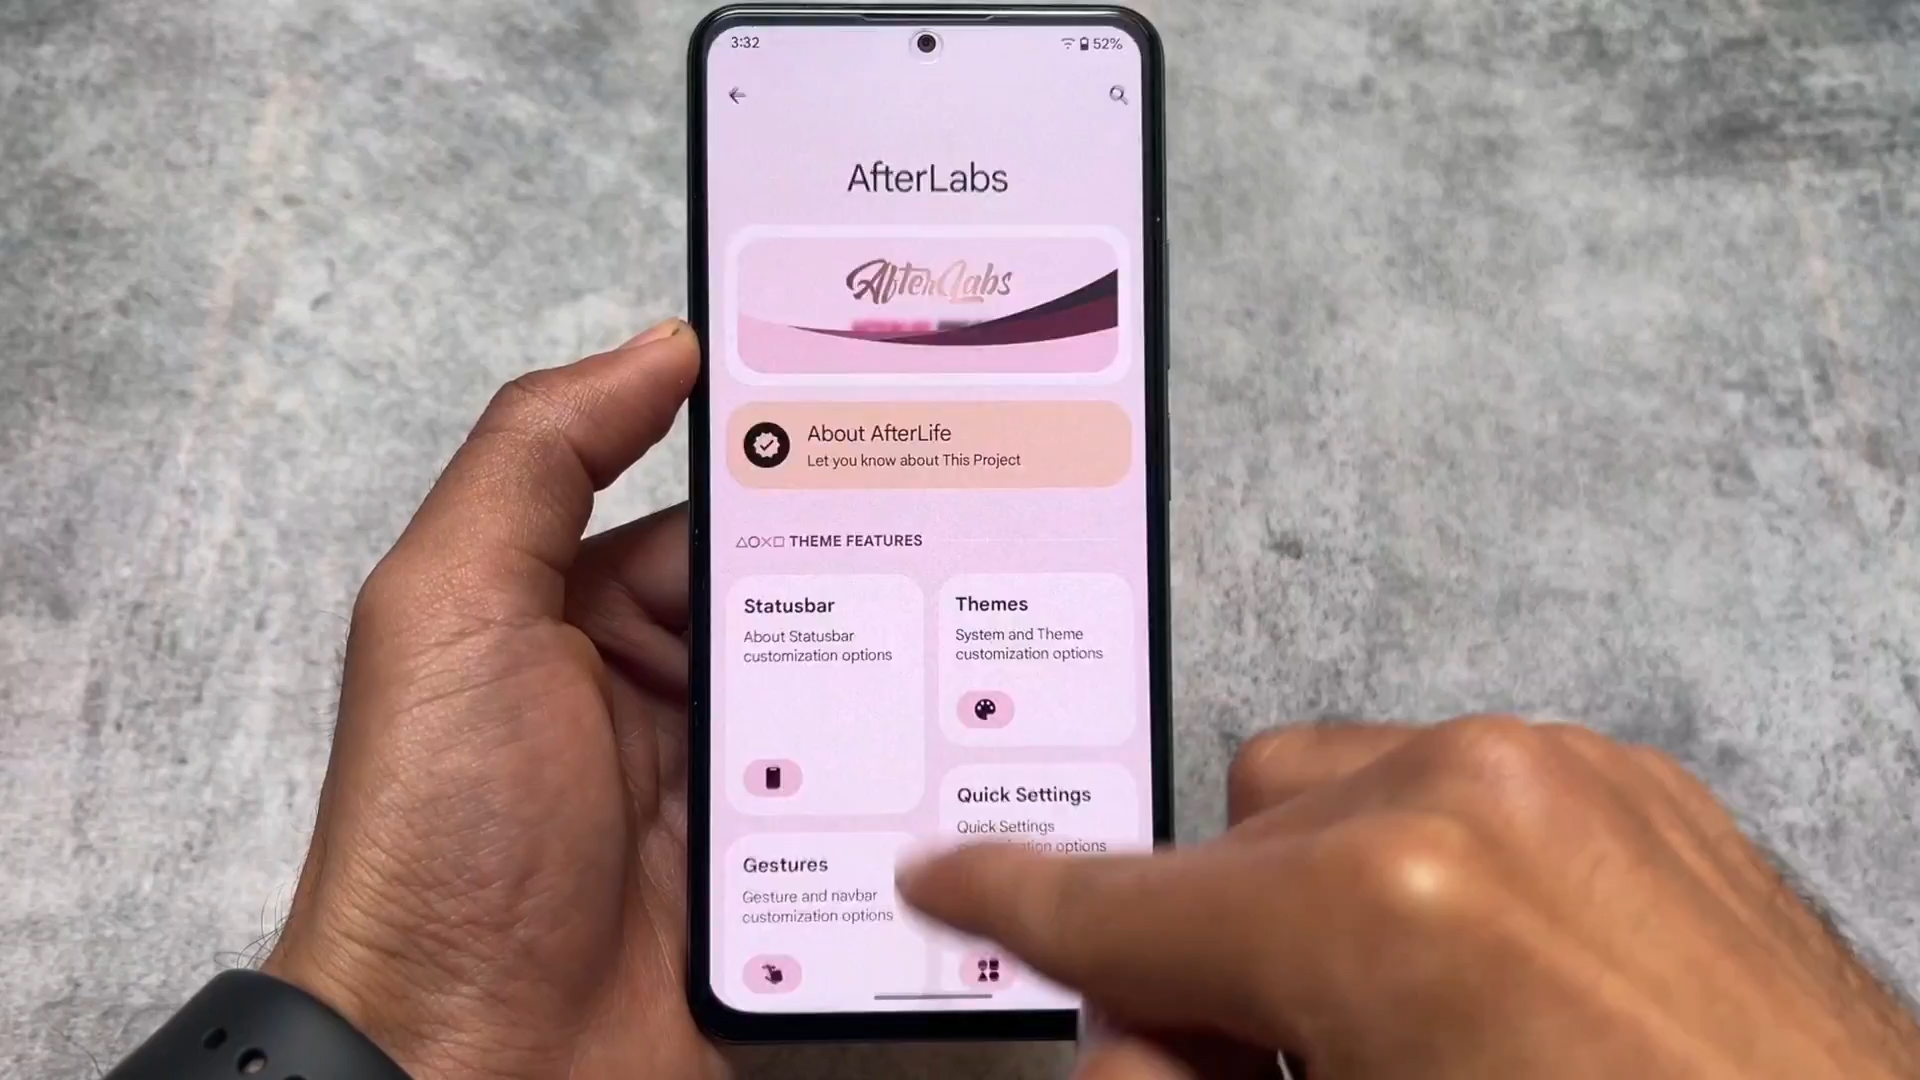 3:32
52%
AfterLabs
AfterLabs
About AfterLife
Let you know about This Project
THEME FEATURES
Statusbar
About Statusbar
customization options
Themes
System and Theme
customization options
Quick Settings
Quick Settings
options
Gestures
Gesture and navbar
customization options